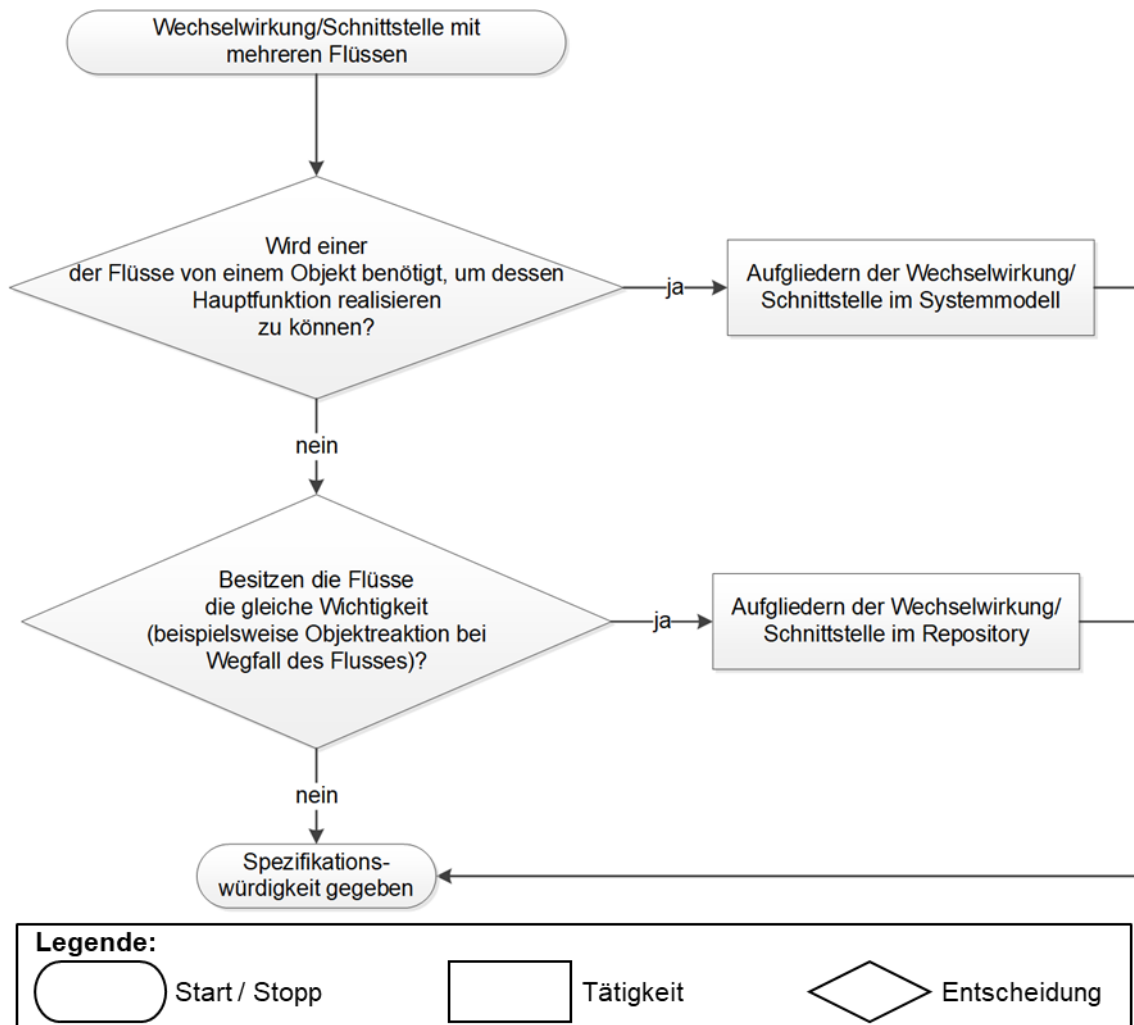 Wechselwirkung/Schnittstelle mit
mehreren Flüssen
Wird einer
der Flüsse von einem Objekt benötigt, um dessen
Hauptfunktion realisieren
zu können?
ja
Aufgliedern der Wechselwirkung/
Schnittstelle im Systemmodell
nein
Besitzen die Flüsse
die gleiche Wichtigkeit
(beispielsweise Objektreaktion bei
Wegfall des Flusses)?
ja
Aufgliedern der Wechselwirkung/
Schnittstelle im Repository
nein
Spezifikations-
würdigkeit gegeben
Legende:
Start / Stopp
Tätigkeit
Entscheidung